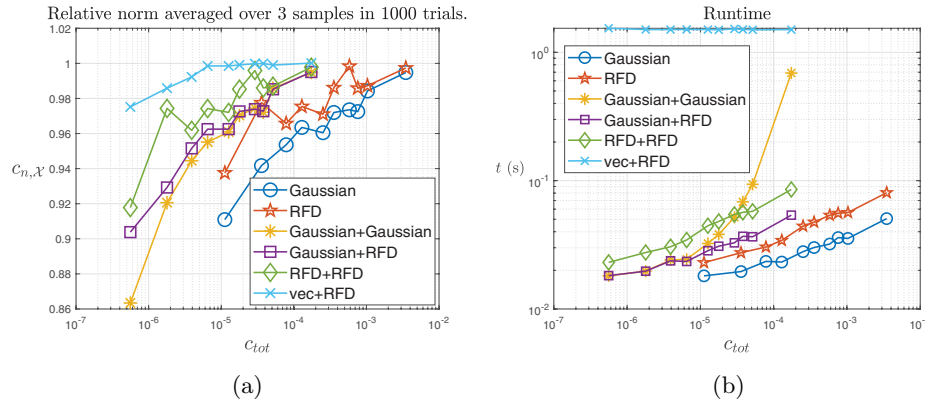 Relative norm averaged over 3 samples in 1000 trials.
1.02
1
0.98
0.96
0.94
0.92
0.9
0.88
0.86
c_{n,𝒳}
Gaussian
RFD
Gaussian+Gaussian
Gaussian+RFD
RFD+RFD
vec+RFD
10^{-7} 10^{-6} 10^{-5} 10^{-4} 10^{-3} 10^{-2}
c_{tot}
(a)
Runtime
10^0
10^{-1}
10^{-2}
t (s)
Gaussian
RFD
Gaussian+Gaussian
Gaussian+RFD
RFD+RFD
vec+RFD
10^{-7} 10^{-6} 10^{-5} 10^{-4} 10^{-3} 10^{-2}
c_{tot}
(b)